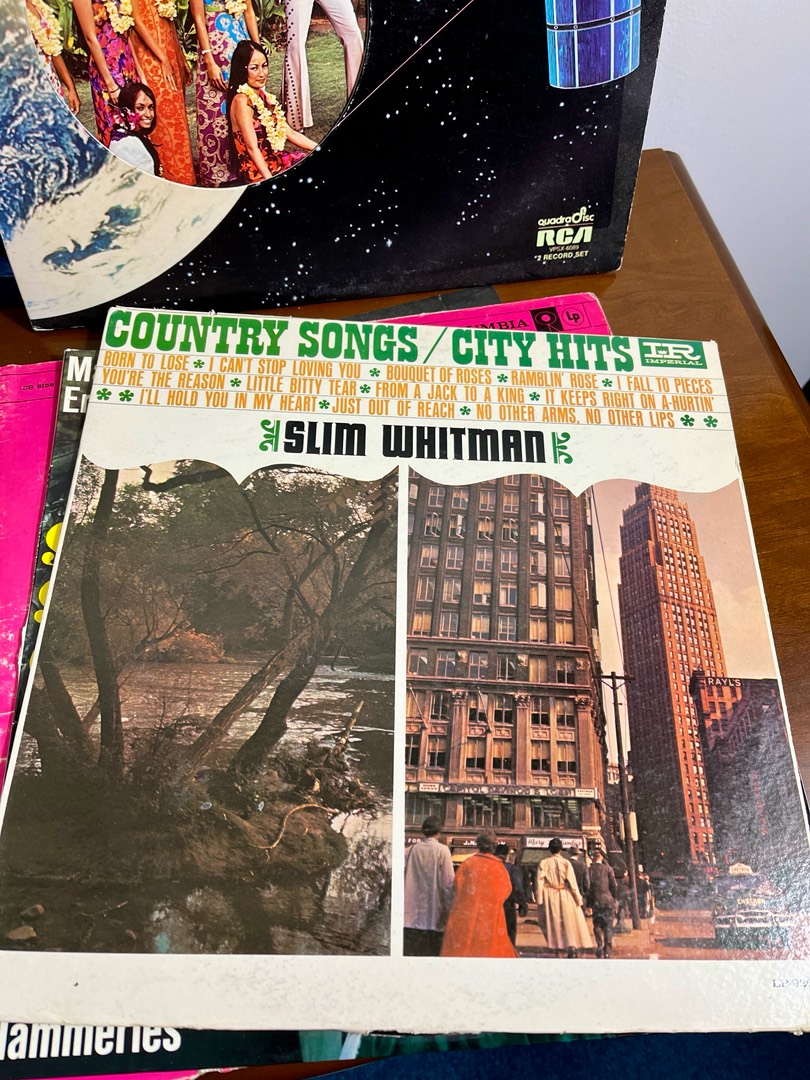 quadradisc
RCA
VPSX-6089
*2 RECORD SET
COLUMBIA Lp
COUNTRY SONGS / CITY HITS IR
IMPERIAL
BORN TO LOSE * I CAN'T STOP LOVING YOU * BOUQUET OF ROSES * RAMBLIN' ROSE * I FALL TO PIECES
YOU'RE THE REASON * LITTLE BITTY TEAR * FROM A JACK TO A KING * IT KEEPS RIGHT ON A-HURTIN'
* * I'LL HOLD YOU IN MY HEART * JUST OUT OF REACH * NO OTHER ARMS, NO OTHER LIPS * *
SLIM WHITMAN
RAYL'S